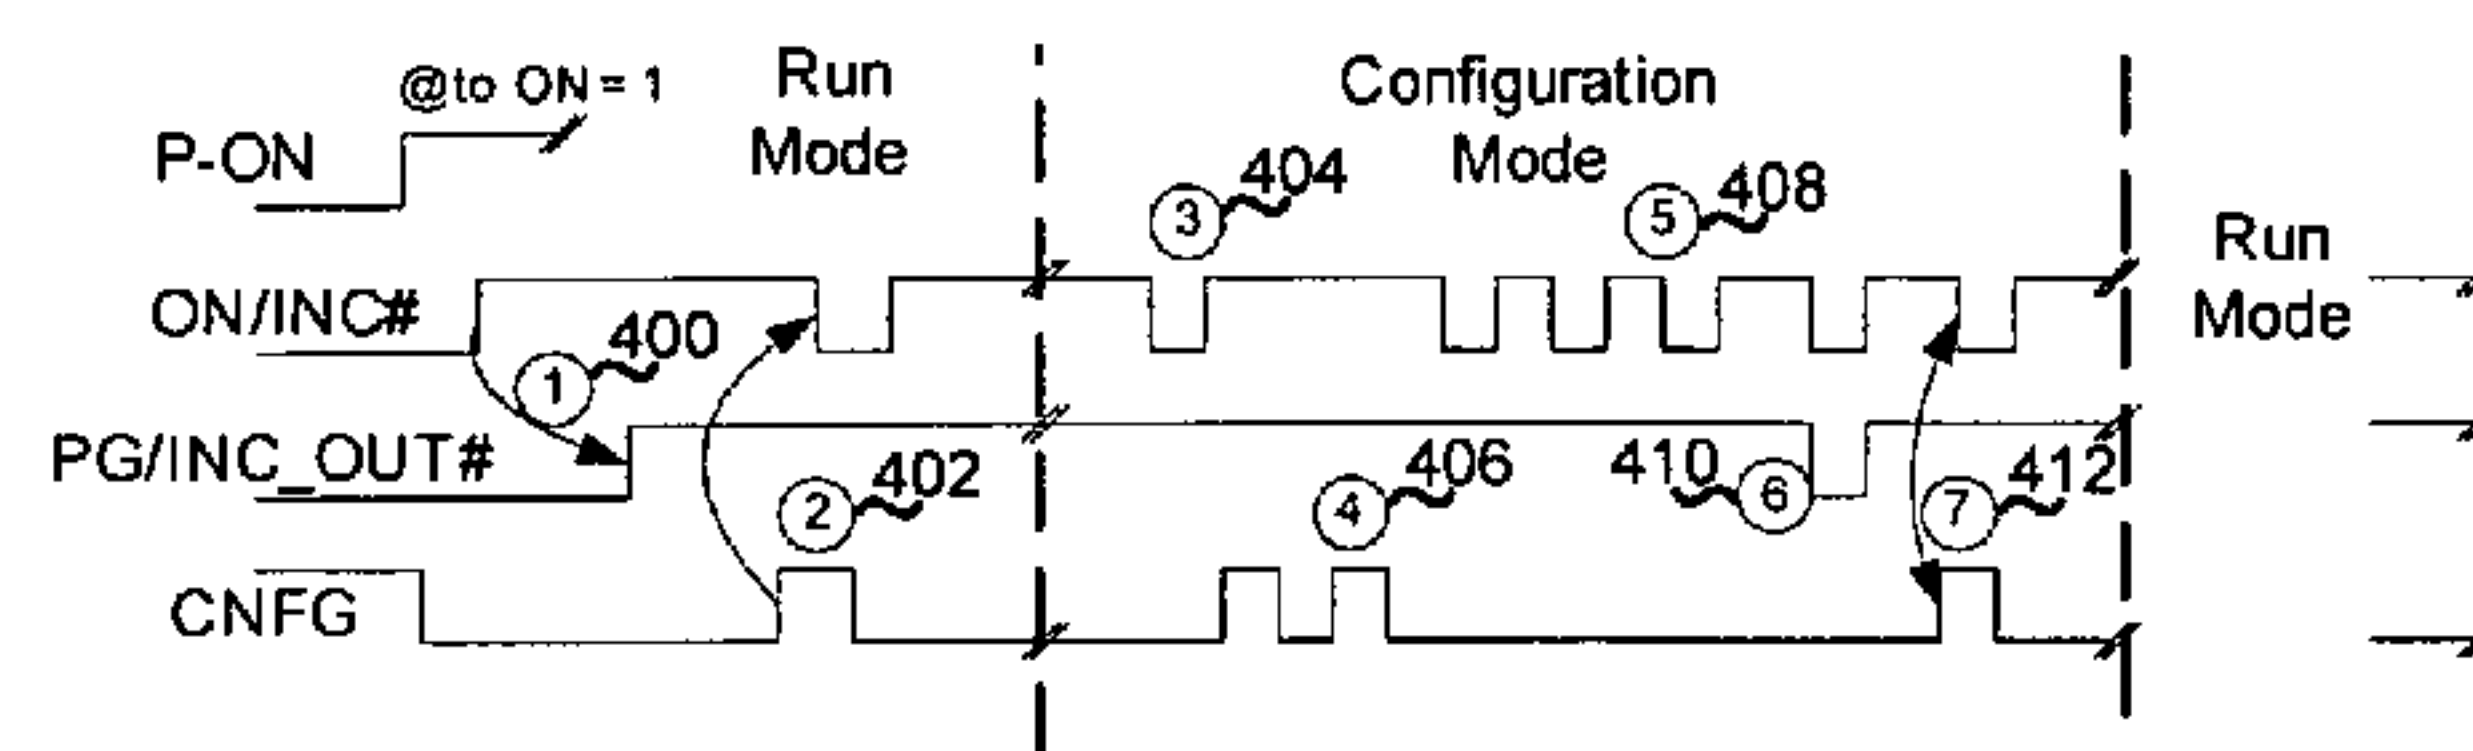 @to ON = 1
Run
Mode
Configuration
Mode
P-ON
3
404
5
408
Run
Mode
ON/INC#
1
400
PG/INC_OUT#
2
402
4
406
410
6
7
412
CNFG